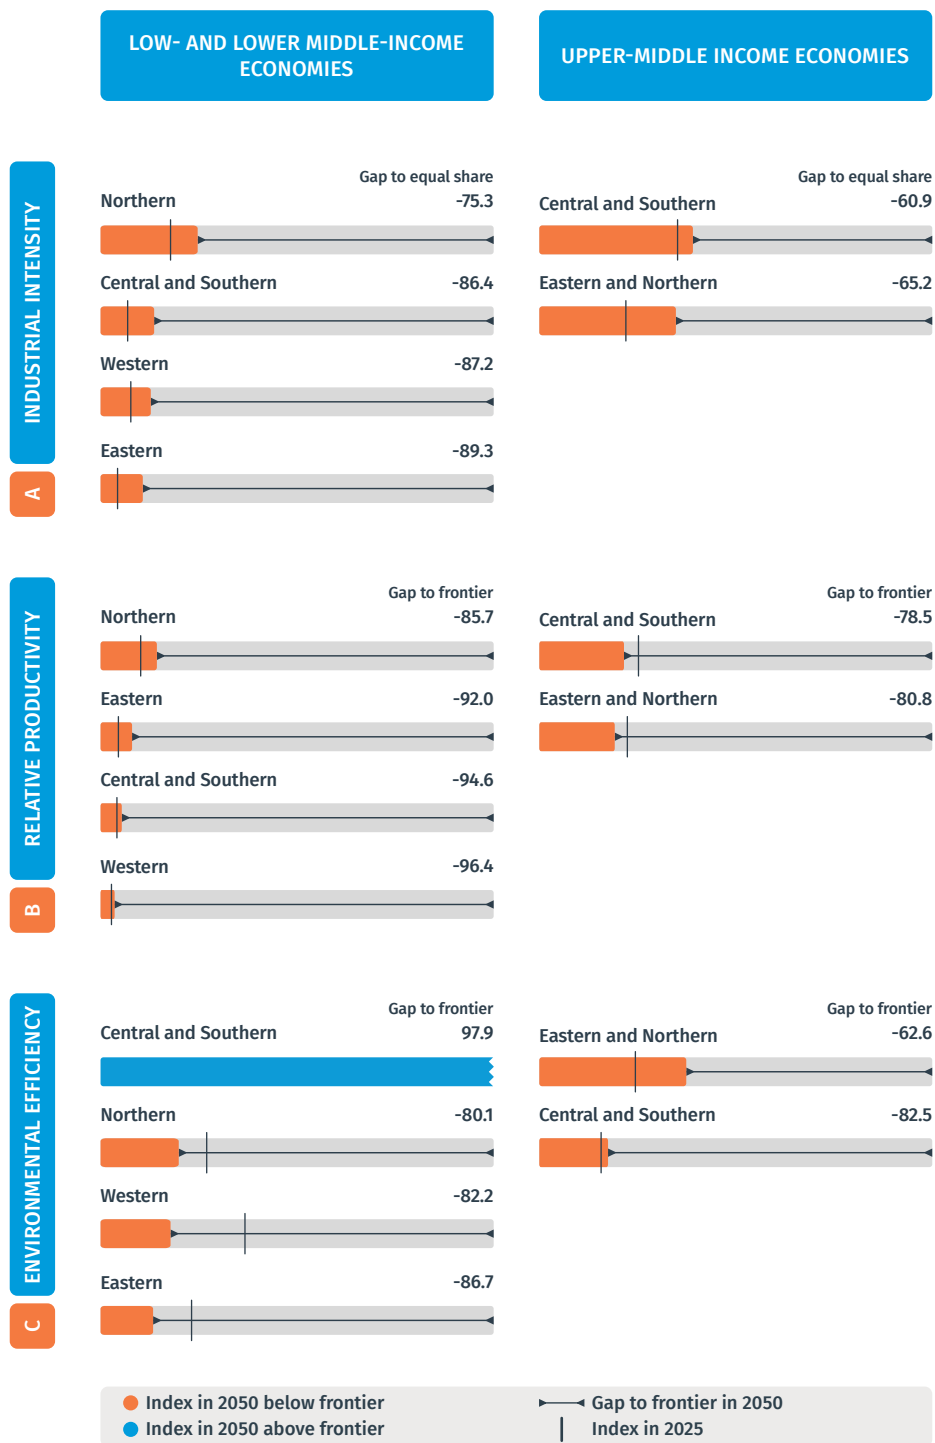 LOW- AND LOWER MIDDLE-INCOME
ECONOMIES
UPPER-MIDDLE INCOME ECONOMIES
INDUSTRIAL INTENSITY
A
Gap to equal share
Northern -75.3
Central and Southern -86.4
Western -87.2
Eastern -89.3
Gap to equal share
Central and Southern -60.9
Eastern and Northern -65.2
RELATIVE PRODUCTIVITY
B
Gap to frontier
Northern -85.7
Eastern -92.0
Central and Southern -94.6
Western -96.4
Gap to frontier
Central and Southern -78.5
Eastern and Northern -80.8
ENVIRONMENTAL EFFICIENCY
C
Gap to frontier
Central and Southern 97.9
Northern -80.1
Western -82.2
Eastern -86.7
Gap to frontier
Eastern and Northern -62.6
Central and Southern -82.5
Index in 2050 below frontier
Index in 2050 above frontier
Gap to frontier in 2050
Index in 2025